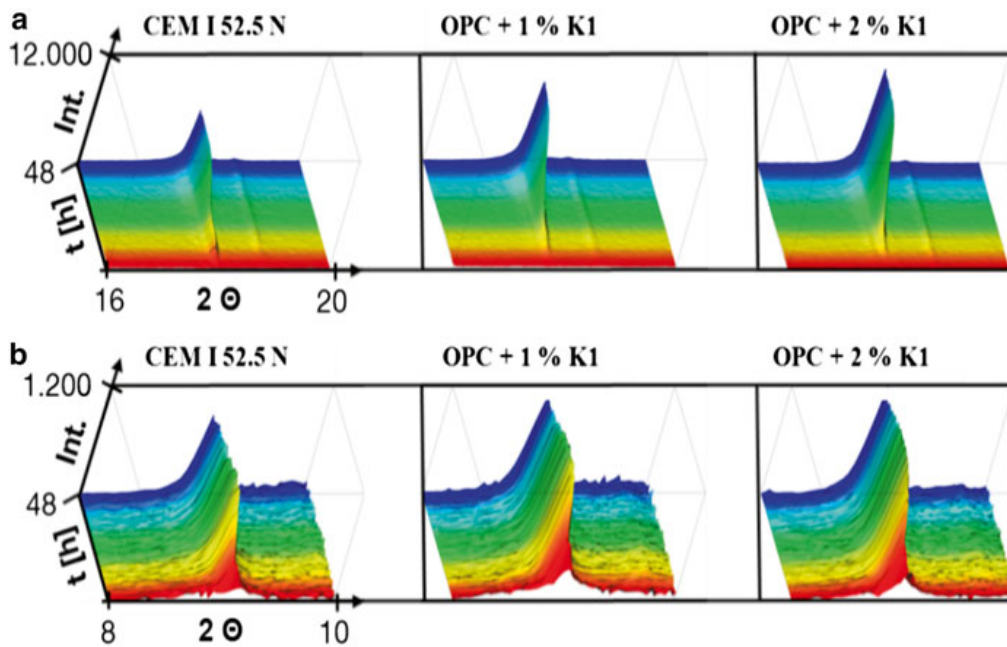 a
CEM I 52.5 N
OPC + 1 % K1
OPC + 2 % K1
12.000
Int.
48
t [h]
16
2 Θ
20
b
CEM I 52.5 N
OPC + 1 % K1
OPC + 2 % K1
1.200
Int.
48
t [h]
8
2 Θ
10